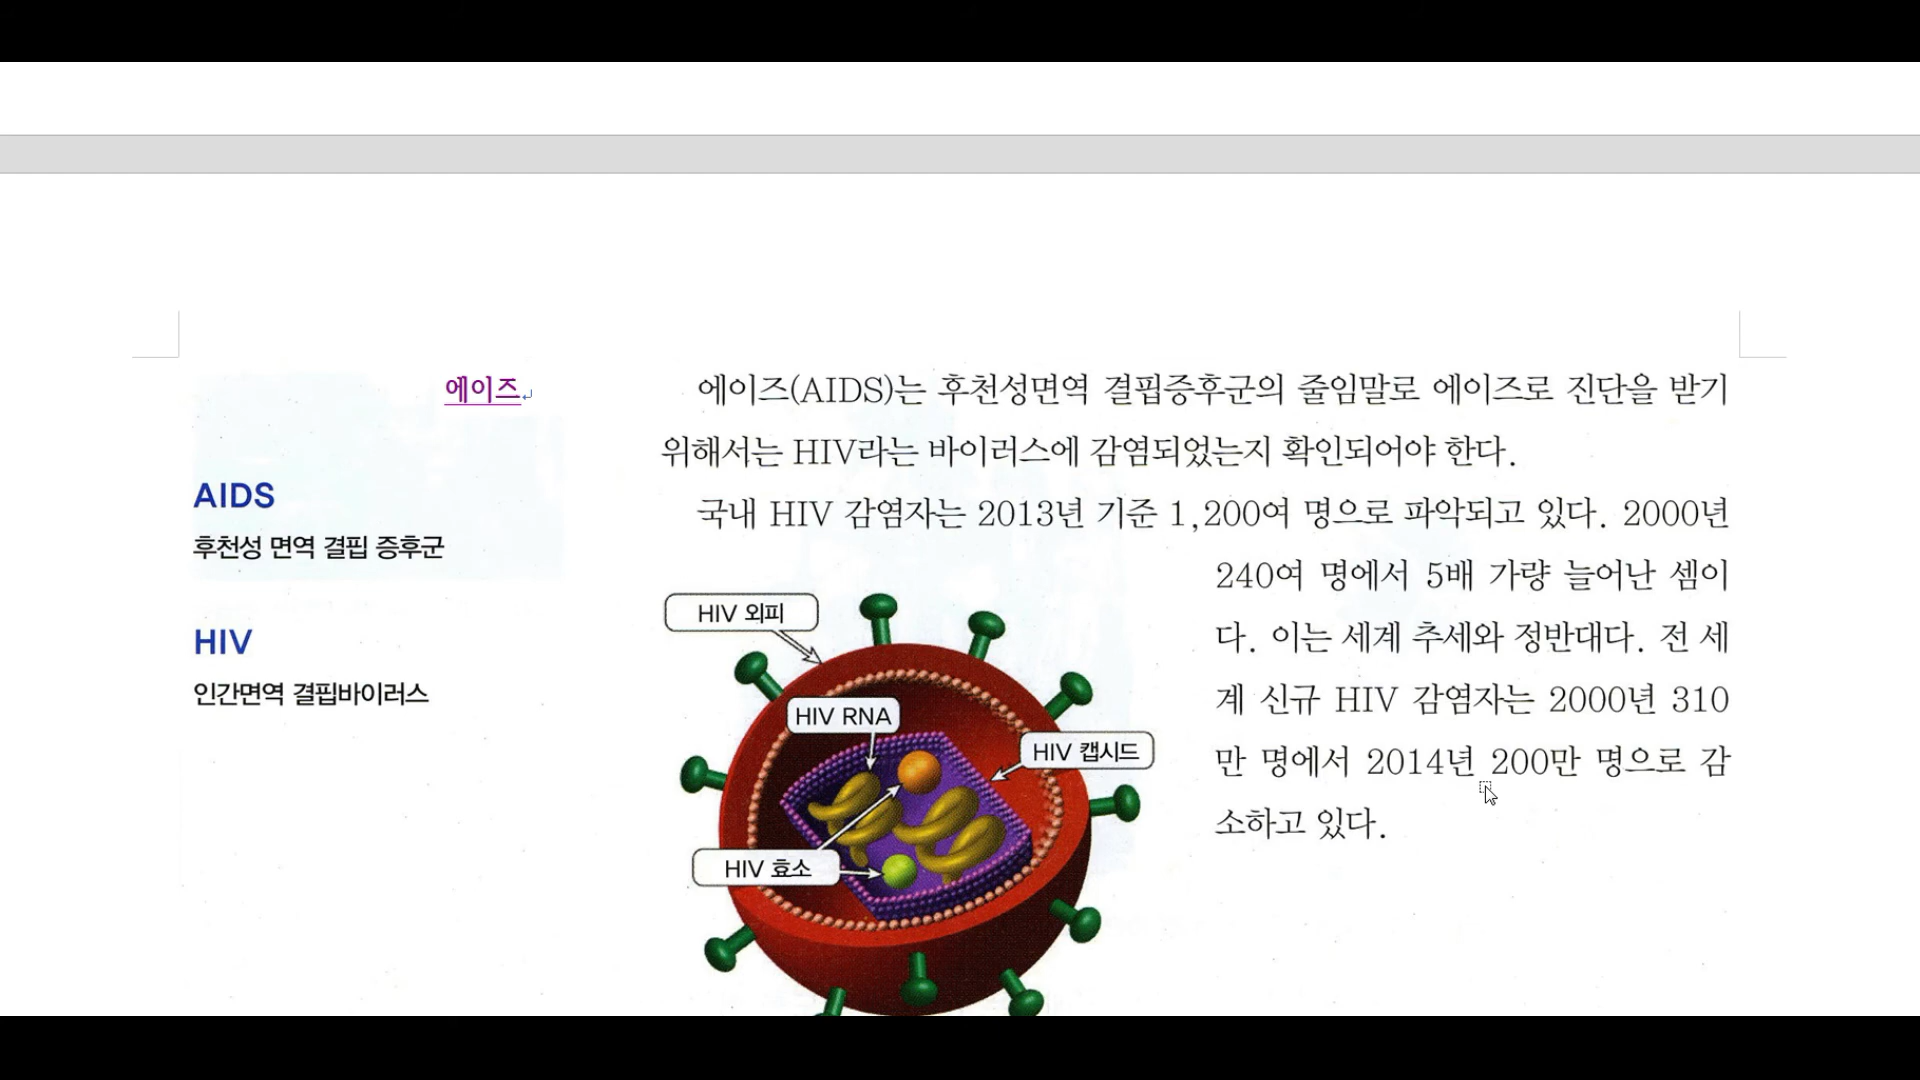 에이즈
AIDS
후천성 면역 결핍 증후군
HIV
인간면역 결핍바이러스
에이즈(AIDS)는 후천성면역 결핍증후군의 줄임말로 에이즈로 진단을 받기
위해서는 HIV라는 바이러스에 감염되었는지 확인되어야 한다.
국내 HIV 감염자는 2013년 기준 1,200여 명으로 파악되고 있다. 2000년
240여 명에서 5배 가량 늘어난 셈이
다. 이는 세계 추세와 정반대다. 전 세
계 신규 HIV 감염자는 2000년 310
만 명에서 2014년 200만 명으로 감
소하고 있다.
HIV 외피
HIV RNA
HIV 캡시드
HIV 효소